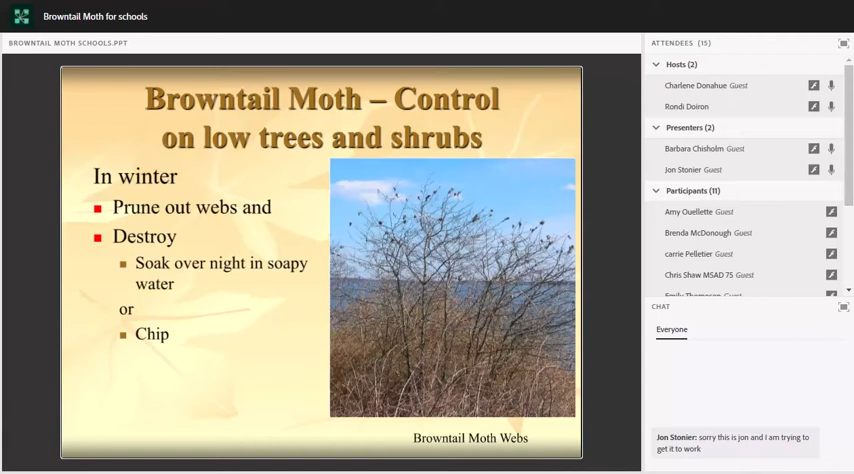 Browntail Moth for schools
BROWNTAIL MOTH SCHOOLS.PPT
Browntail Moth – Control
on low trees and shrubs
In winter
Prune out webs and
Destroy
Soak over night in soapy
water
or
Chip
Browntail Moth Webs
ATTENDEES (15)
Hosts (2)
Charlene Donahue Guest
Rondi Doiron
Presenters (2)
Barbara Chisholm Guest
Jon Stonier Guest
Participants (11)
Amy Ouellette Guest
Brenda McDonough Guest
carrie Pelletier Guest
Chris Shaw MSAD 75 Guest
CHAT
Everyone
Jon Stonier: sorry this is jon and I am trying to
get it to work